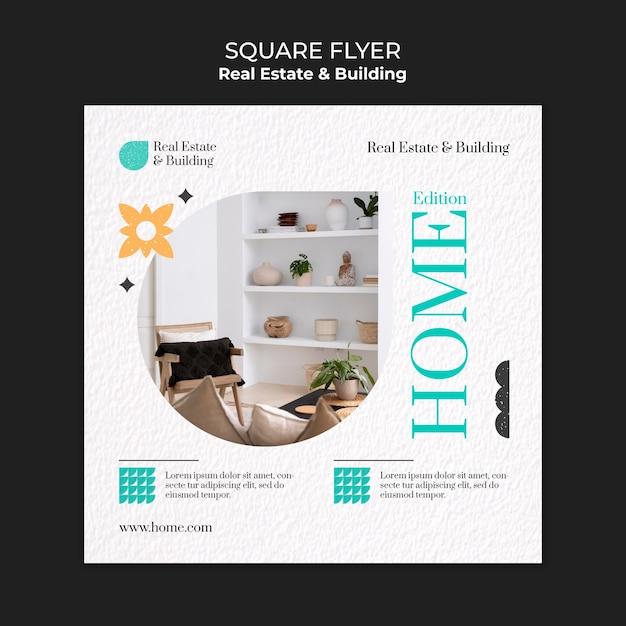 SQUARE FLYER
Real Estate & Building
Real Estate
& Building
Real Estate & Building
Edition
HOME
Lorem ipsum dolor sit amet, con-
secte tur adipiscing elit, sed do
eiusmod tempor.
Lorem ipsum dolor sit amet, con-
secte tur adipiscing elit, sed do
eiusmod tempor.
www.home.com